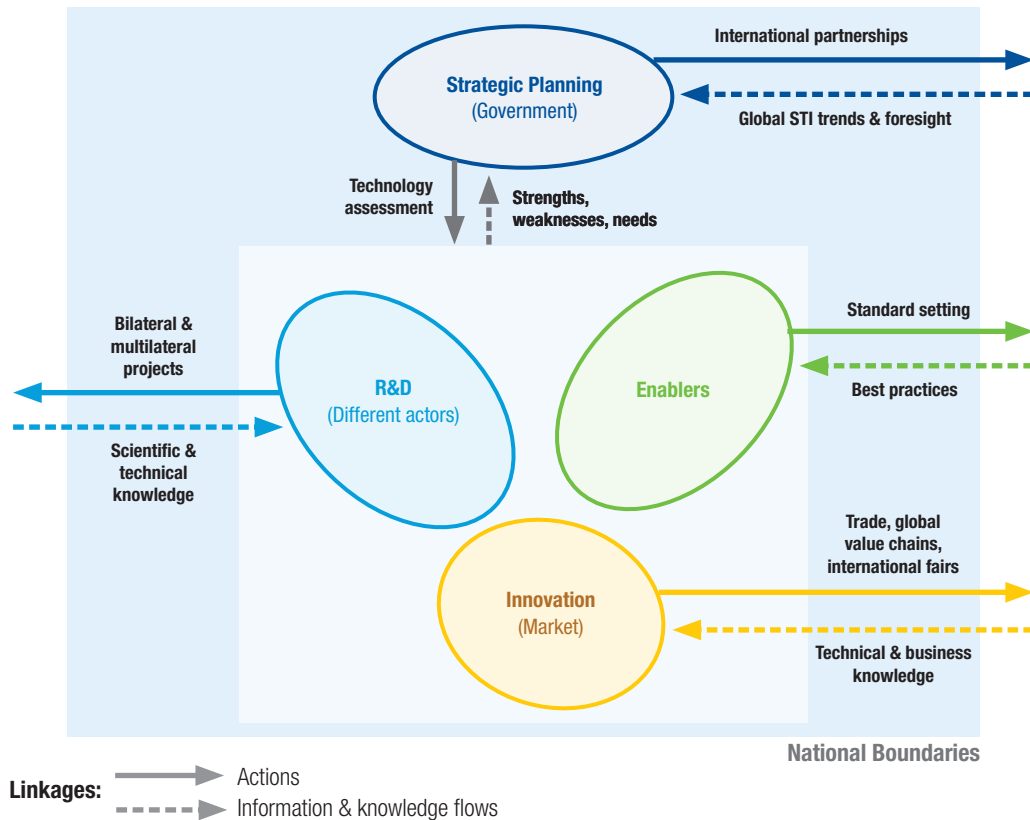 International partnerships
Strategic Planning
(Government)
Global STI trends & foresight
Technology
assessment
Strengths,
weaknesses, needs
Bilateral &
multilateral
projects
Standard setting
R&D
(Different actors)
Enablers
Best practices
Scientific &
technical
knowledge
Trade, global
value chains,
international fairs
Innovation
(Market)
Technical & business
knowledge
National Boundaries
Linkages:
Actions
Information & knowledge flows